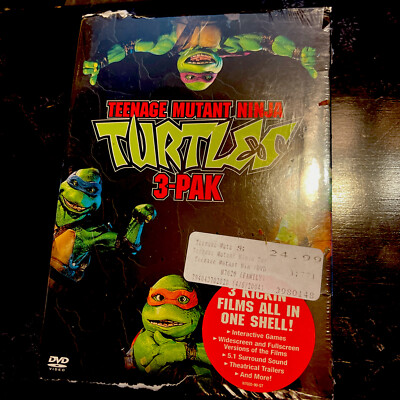 TEENAGE MUTANT NINJA
TURTLES
3-PAK
24.99
3 KICKIN'
FILMS ALL IN
ONE SHELL!
▸ Interactive Games
▸ Widescreen and Fullscreen
Versions of the Films
▸ 5.1 Surround Sound
▸ Theatrical Trailers
▸ And More!
DVD
VIDEO